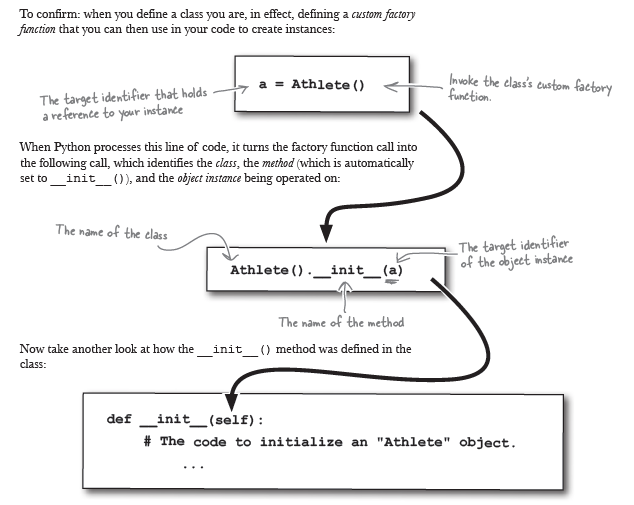 To confirm: when you define a class you are, in effect, defining a custom factory
function that you can then use in your code to create instances:
a = Athlete()
The target identifier that holds
a reference to your instance
Invoke the class's custom factory
function.
When Python processes this line of code, it turns the factory function call into
the following call, which identifies the class, the method (which is automatically
set to __init__()), and the object instance being operated on:
The name of the class
Athlete().__init__(a)
The target identifier
of the object instance
The name of the method
Now take another look at how the __init__() method was defined in the
class:
def __init__(self):
# The code to initialize an "Athlete" object.
...